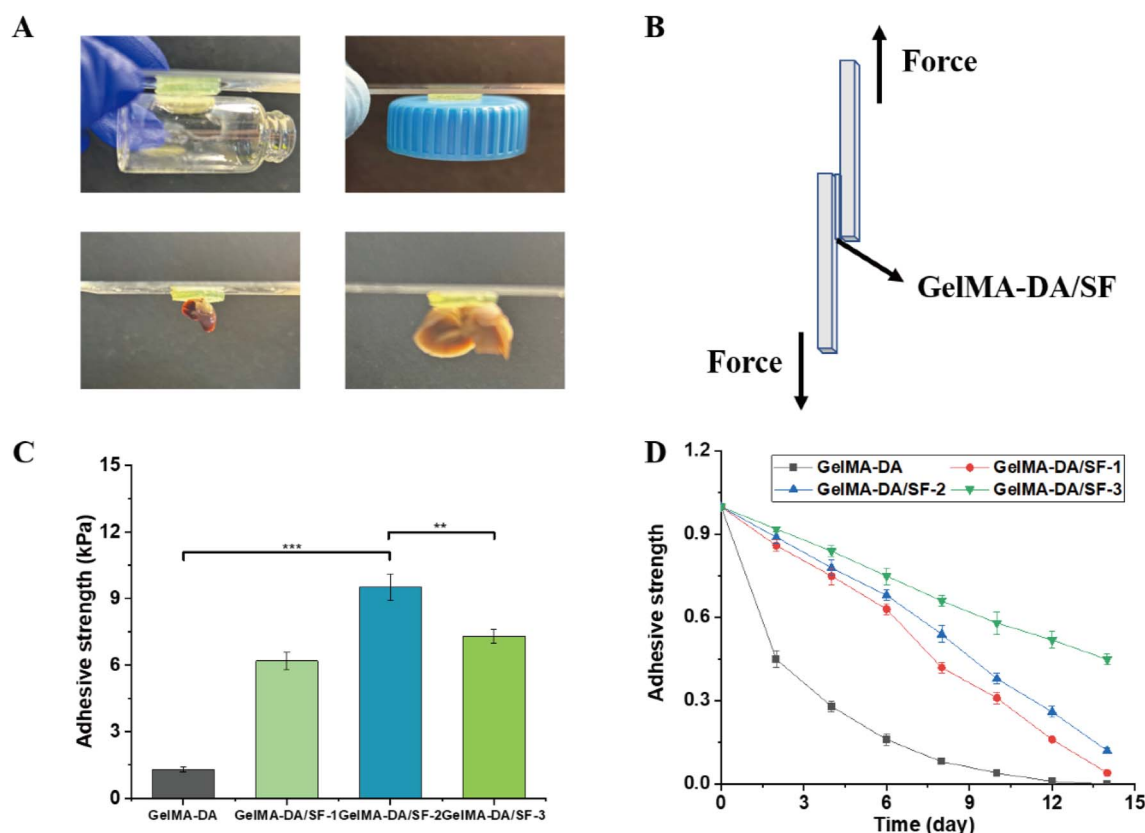 A
B
Force
GelMA-DA/SF
Force
C
15
12
9
6
3
0
Adhesive strength (kPa)
***
**
GelMA-DA
GelMA-DA/SF-1
GelMA-DA/SF-2
GelMA-DA/SF-3
D
1.2
0.9
0.6
0.3
0.0
Adhesive strength
GelMA-DA
GelMA-DA/SF-1
GelMA-DA/SF-2
GelMA-DA/SF-3
0
3
6
9
12
15
Time (day)